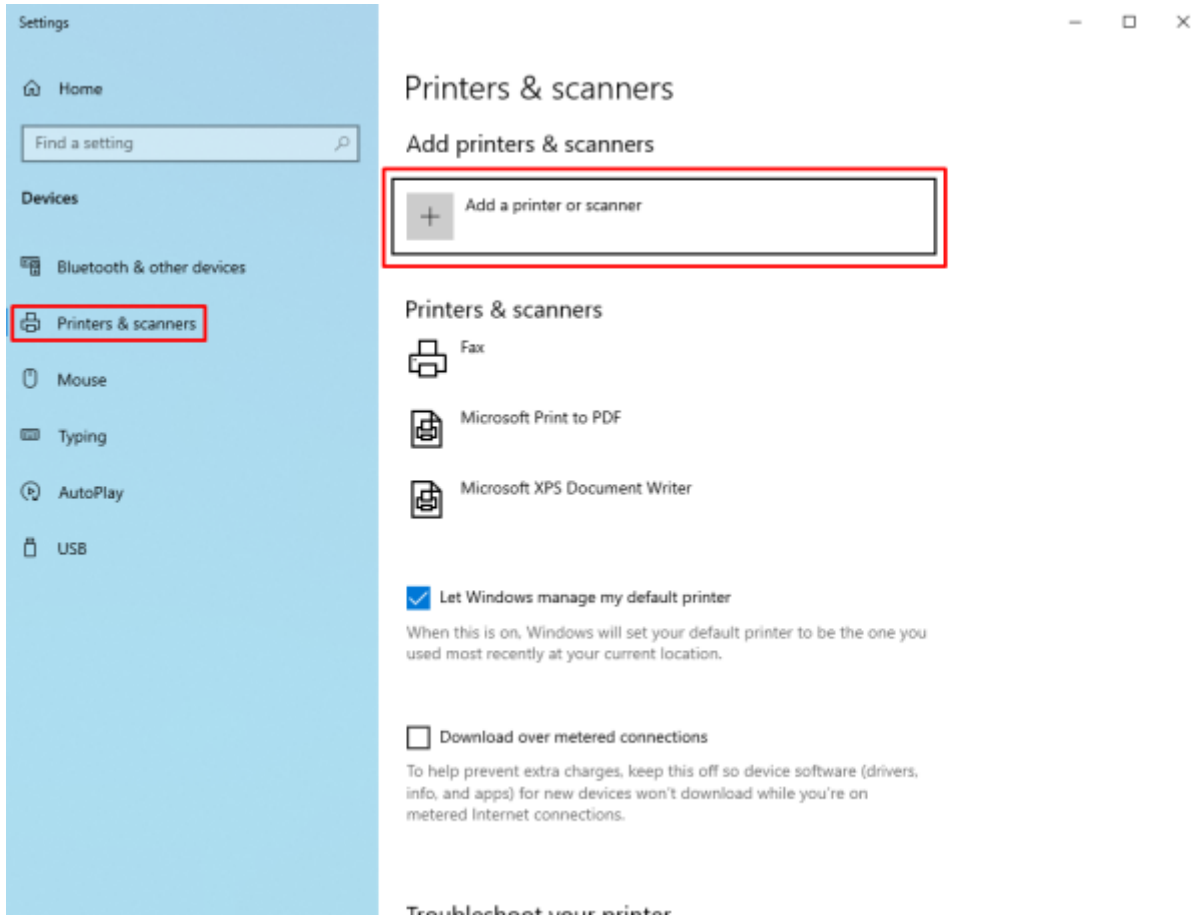 Settings
Home
Find a setting
Devices
Bluetooth & other devices
Printers & scanners
Mouse
Typing
AutoPlay
USB
Printers & scanners
Add printers & scanners
Add a printer or scanner
Printers & scanners
Fax
Microsoft Print to PDF
Microsoft XPS Document Writer
Let Windows manage my default printer
When this is on, Windows will set your default printer to be the one you
used most recently at your current location.
Download over metered connections
To help prevent extra charges, keep this off so device software (drivers,
info, and apps) for new devices won't download while you're on
metered Internet connections.
Troubleshoot your printer